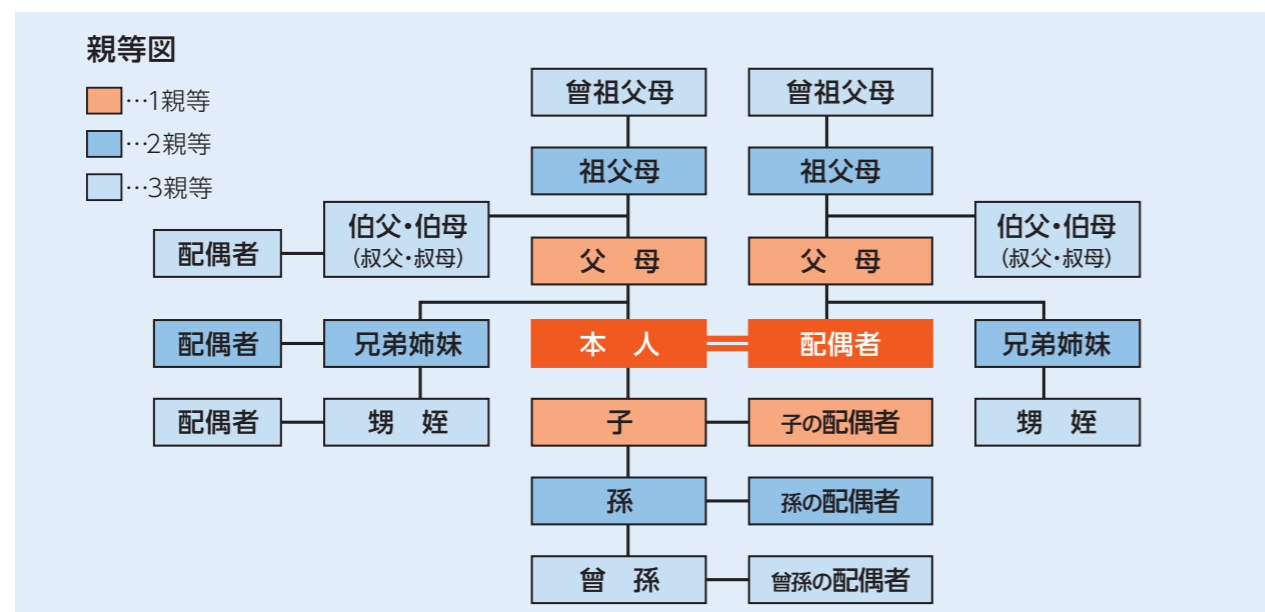 親等図
…1親等
…2親等
…3親等
曾祖父母
曾祖父母
祖父母
祖父母
配偶者
伯父・伯母
(叔父・叔母)
父 母
父 母
伯父・伯母
(叔父・叔母)
配偶者
兄弟姉妹
本 人
配偶者
兄弟姉妹
配偶者
甥 姪
子
子の配偶者
甥 姪
孫
孫の配偶者
曾 孫
曾孫の配偶者